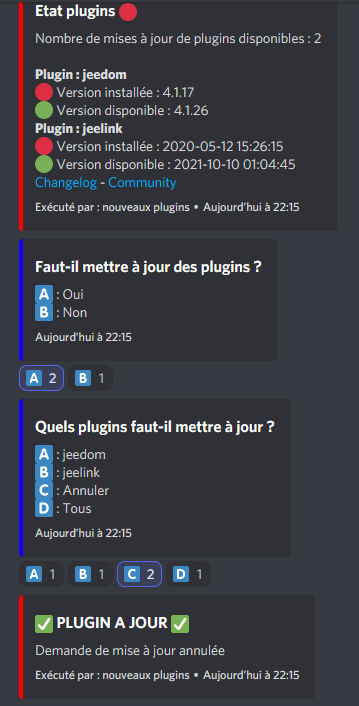 Etat plugins 🔴
Nombre de mises à jour de plugins disponibles : 2
Plugin : jeedom
🔴 Version installée : 4.1.17
🟢 Version disponible : 4.1.26
Plugin : jeelink
🔴 Version installée : 2020-05-12 15:26:15
🟢 Version disponible : 2021-10-10 01:04:45
Changelog - Community
Exécuté par : nouveaux plugins • Aujourd'hui à 22:15
Faut-il mettre à jour des plugins ?
A : Oui
B : Non
Aujourd'hui à 22:15
A 2 B 1
Quels plugins faut-il mettre à jour ?
A : jeedom
B : jeelink
C : Annuler
D : Tous
Aujourd'hui à 22:15
A 1 B 1 C 2 D 1
✅ PLUGIN A JOUR ✅
Demande de mise à jour annulée
Exécuté par : nouveaux plugins • Aujourd'hui à 22:15